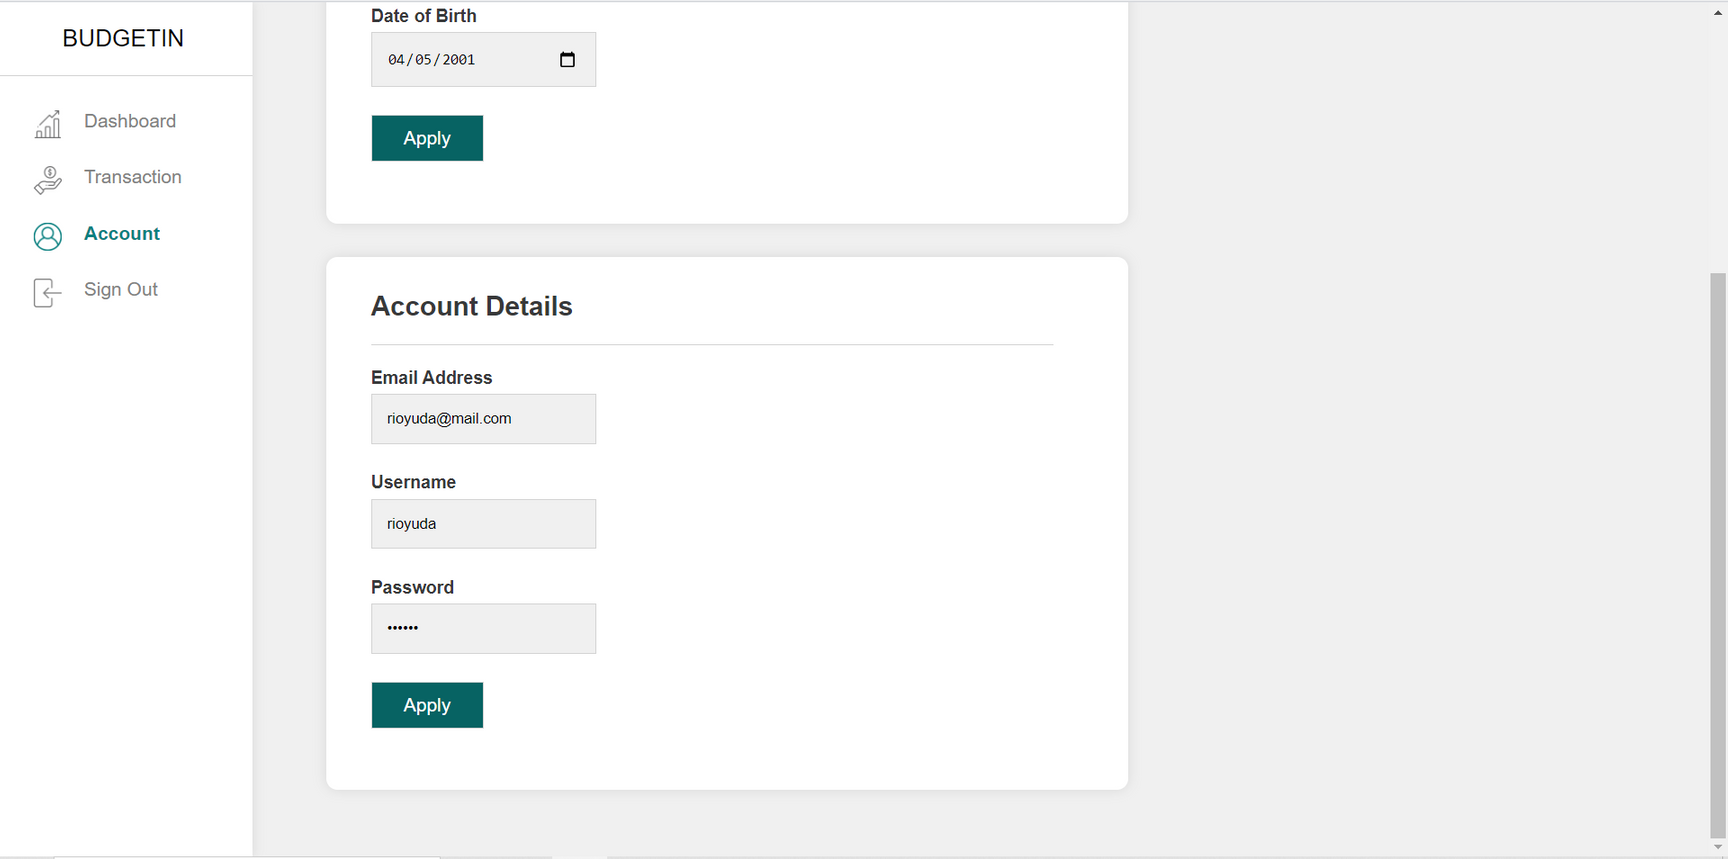 BUDGETIN
Dashboard
Transaction
Account
Sign Out
Date of Birth
04/05/2001
Apply
Account Details
Email Address
rioyuda@mail.com
Username
rioyuda
Password
••••••
Apply